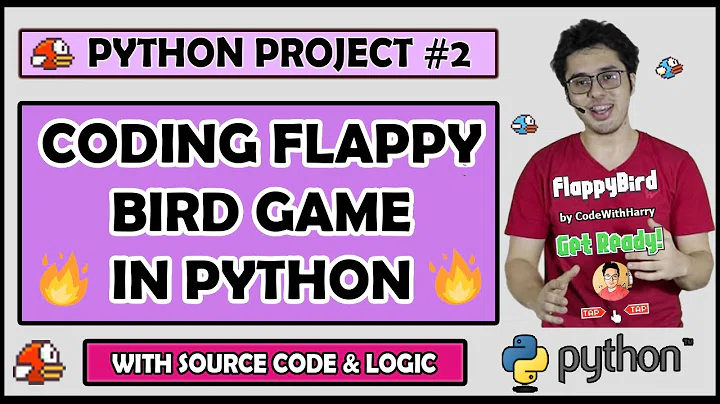 PYTHON PROJECT #2
CODING FLAPPY
BIRD GAME
IN PYTHON
WITH SOURCE CODE & LOGIC
FlappyBird
by CodeWithHarry
Get Ready!
TAP TAP
python™